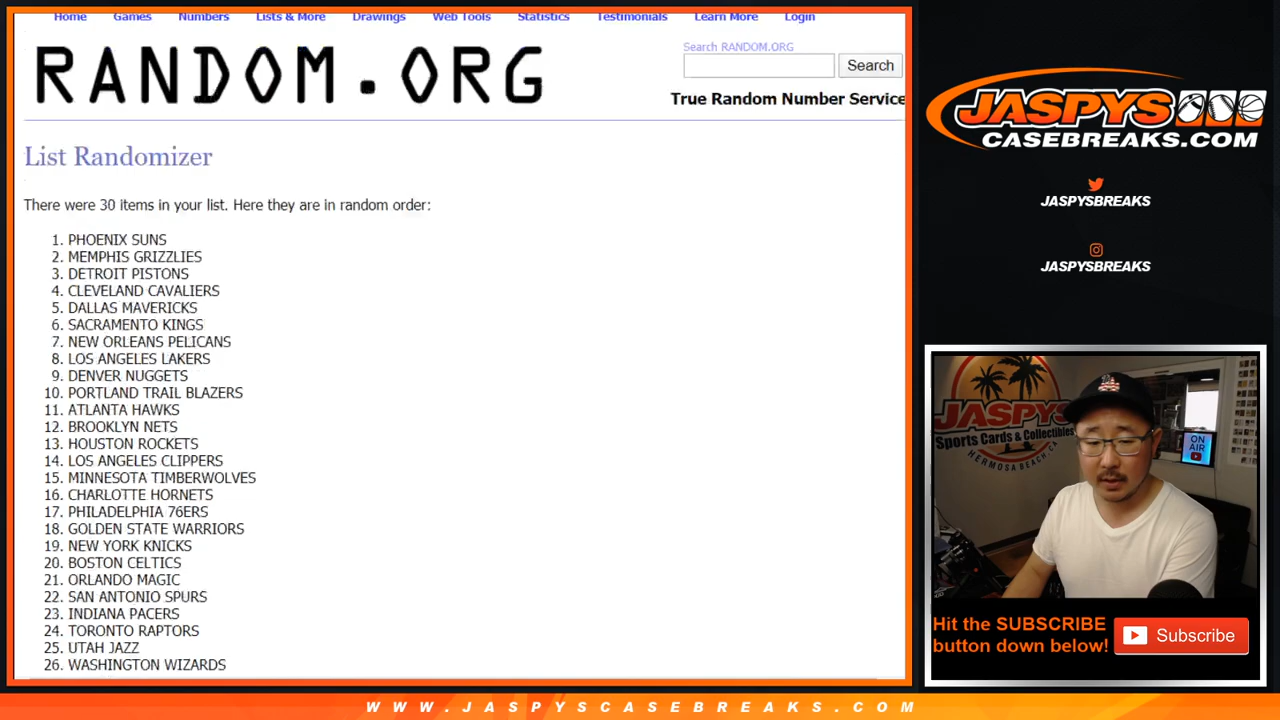 Home Games Numbers Lists & More Drawings Web Tools Statistics Testimonials Learn More Login
RANDOM.ORG
Search RANDOM.ORG
Search
True Random Number Service
List Randomizer
There were 30 items in your list. Here they are in random order:
1. PHOENIX SUNS
2. MEMPHIS GRIZZLIES
3. DETROIT PISTONS
4. CLEVELAND CAVALIERS
5. DALLAS MAVERICKS
6. SACRAMENTO KINGS
7. NEW ORLEANS PELICANS
8. LOS ANGELES LAKERS
9. DENVER NUGGETS
10. PORTLAND TRAIL BLAZERS
11. ATLANTA HAWKS
12. BROOKLYN NETS
13. HOUSTON ROCKETS
14. LOS ANGELES CLIPPERS
15. MINNESOTA TIMBERWOLVES
16. CHARLOTTE HORNETS
17. PHILADELPHIA 76ERS
18. GOLDEN STATE WARRIORS
19. NEW YORK KNICKS
20. BOSTON CELTICS
21. ORLANDO MAGIC
22. SAN ANTONIO SPURS
23. INDIANA PACERS
24. TORONTO RAPTORS
25. UTAH JAZZ
26. WASHINGTON WIZARDS
JASPYS
CASEBREAKS.COM
JASPYSBREAKS
JASPYSBREAKS
JASPYS
Sports Cards & Collectibles
HERMOSA BEACH, CA
ON AIR
Hit the SUBSCRIBE
button down below!
Subscribe
WWW.JASPYSCASEBREAKS.COM